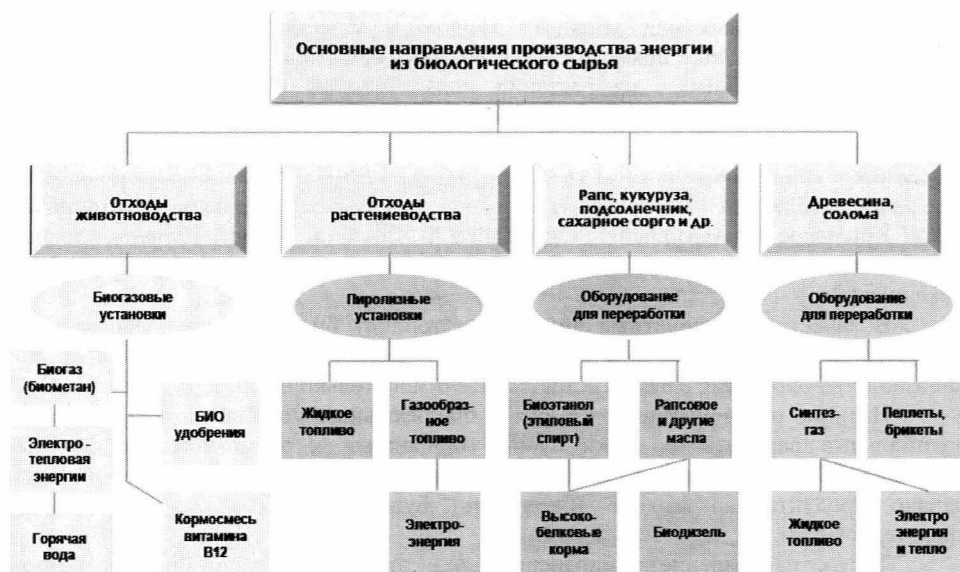 Основные направления производства энергии
из биологического сырья
Отходы
животноводства
Отходы
растениеводства
Рапс, кукуруза,
подсолнечник,
сахарное сорго и др.
Древесина,
солома
Биогазовые
установки
Пиролизные
установки
Оборудование
для переработки
Оборудование
для переработки
Биогаз
(биометан)
БИО
удобрения
Электро -
тепловая
энергии
Горячая
вода
Кормосмесь
витамина
В12
Жидкое
топливо
Газообраз-
ное
топливо
Электро-
энергия
Биоэтанол
(этиловый
спирт)
Рапсовое
и другие
масла
Высоко-
белковые
корма
Биодизель
Синтез-
газ
Пеллеты,
брикеты
Жидкое
топливо
Электро
энергия
и тепло